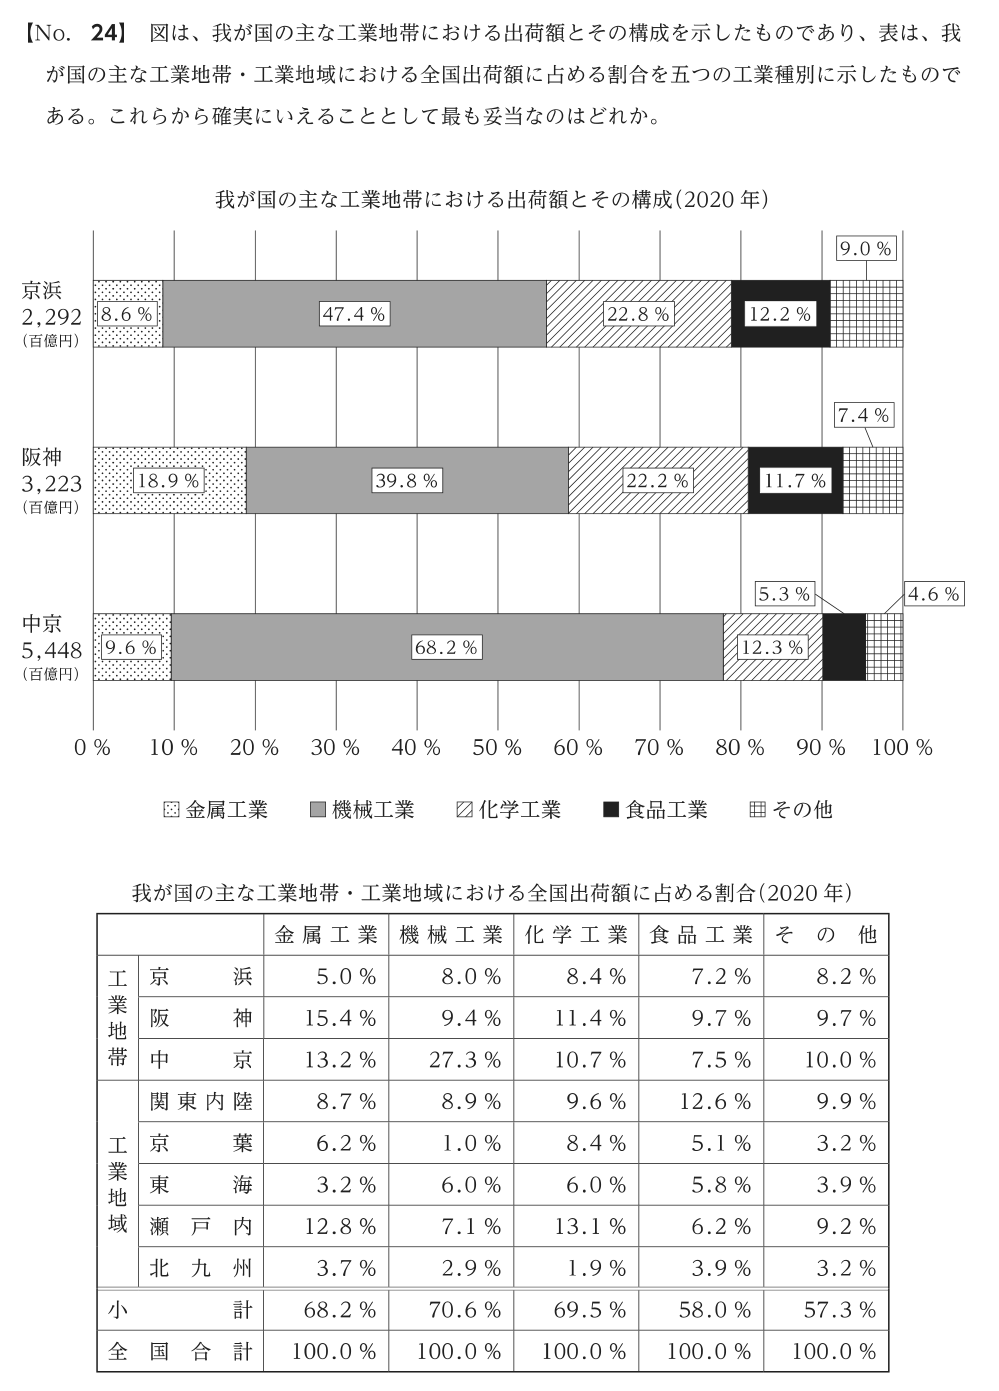 【No. 24】 図は、我が国の主な工業地帯における出荷額とその構成を示したものであり、表は、我
が国の主な工業地帯・工業地域における全国出荷額に占める割合を五つの工業種別に示したもので
ある。これらから確実にいえることとして最も妥当なのはどれか。
我が国の主な工業地帯における出荷額とその構成(2020 年)
9.0 %
京浜
2,292
(百億円)
8.6 % 47.4 % 22.8 % 12.2 %
7.4 %
阪神
3,223
(百億円)
18.9 % 39.8 % 22.2 % 11.7 %
5.3 % 4.6 %
中京
5,448
(百億円)
9.6 % 68.2 % 12.3 %
0 % 10 % 20 % 30 % 40 % 50 % 60 % 70 % 80 % 90 % 100 %
金属工業 機械工業 化学工業 食品工業 その他
我が国の主な工業地帯・工業地域における全国出荷額に占める割合(2020 年)
金属工業 機械工業 化学工業 食品工業 その他
工業地帯
京浜 5.0 % 8.0 % 8.4 % 7.2 % 8.2 %
阪神 15.4 % 9.4 % 11.4 % 9.7 % 9.7 %
中京 13.2 % 27.3 % 10.7 % 7.5 % 10.0 %
工業地域
関東内陸 8.7 % 8.9 % 9.6 % 12.6 % 9.9 %
京葉 6.2 % 1.0 % 8.4 % 5.1 % 3.2 %
東海 3.2 % 6.0 % 6.0 % 5.8 % 3.9 %
瀬戸内 12.8 % 7.1 % 13.1 % 6.2 % 9.2 %
北九州 3.7 % 2.9 % 1.9 % 3.9 % 3.2 %
小計 68.2 % 70.6 % 69.5 % 58.0 % 57.3 %
全国合計 100.0 % 100.0 % 100.0 % 100.0 % 100.0 %